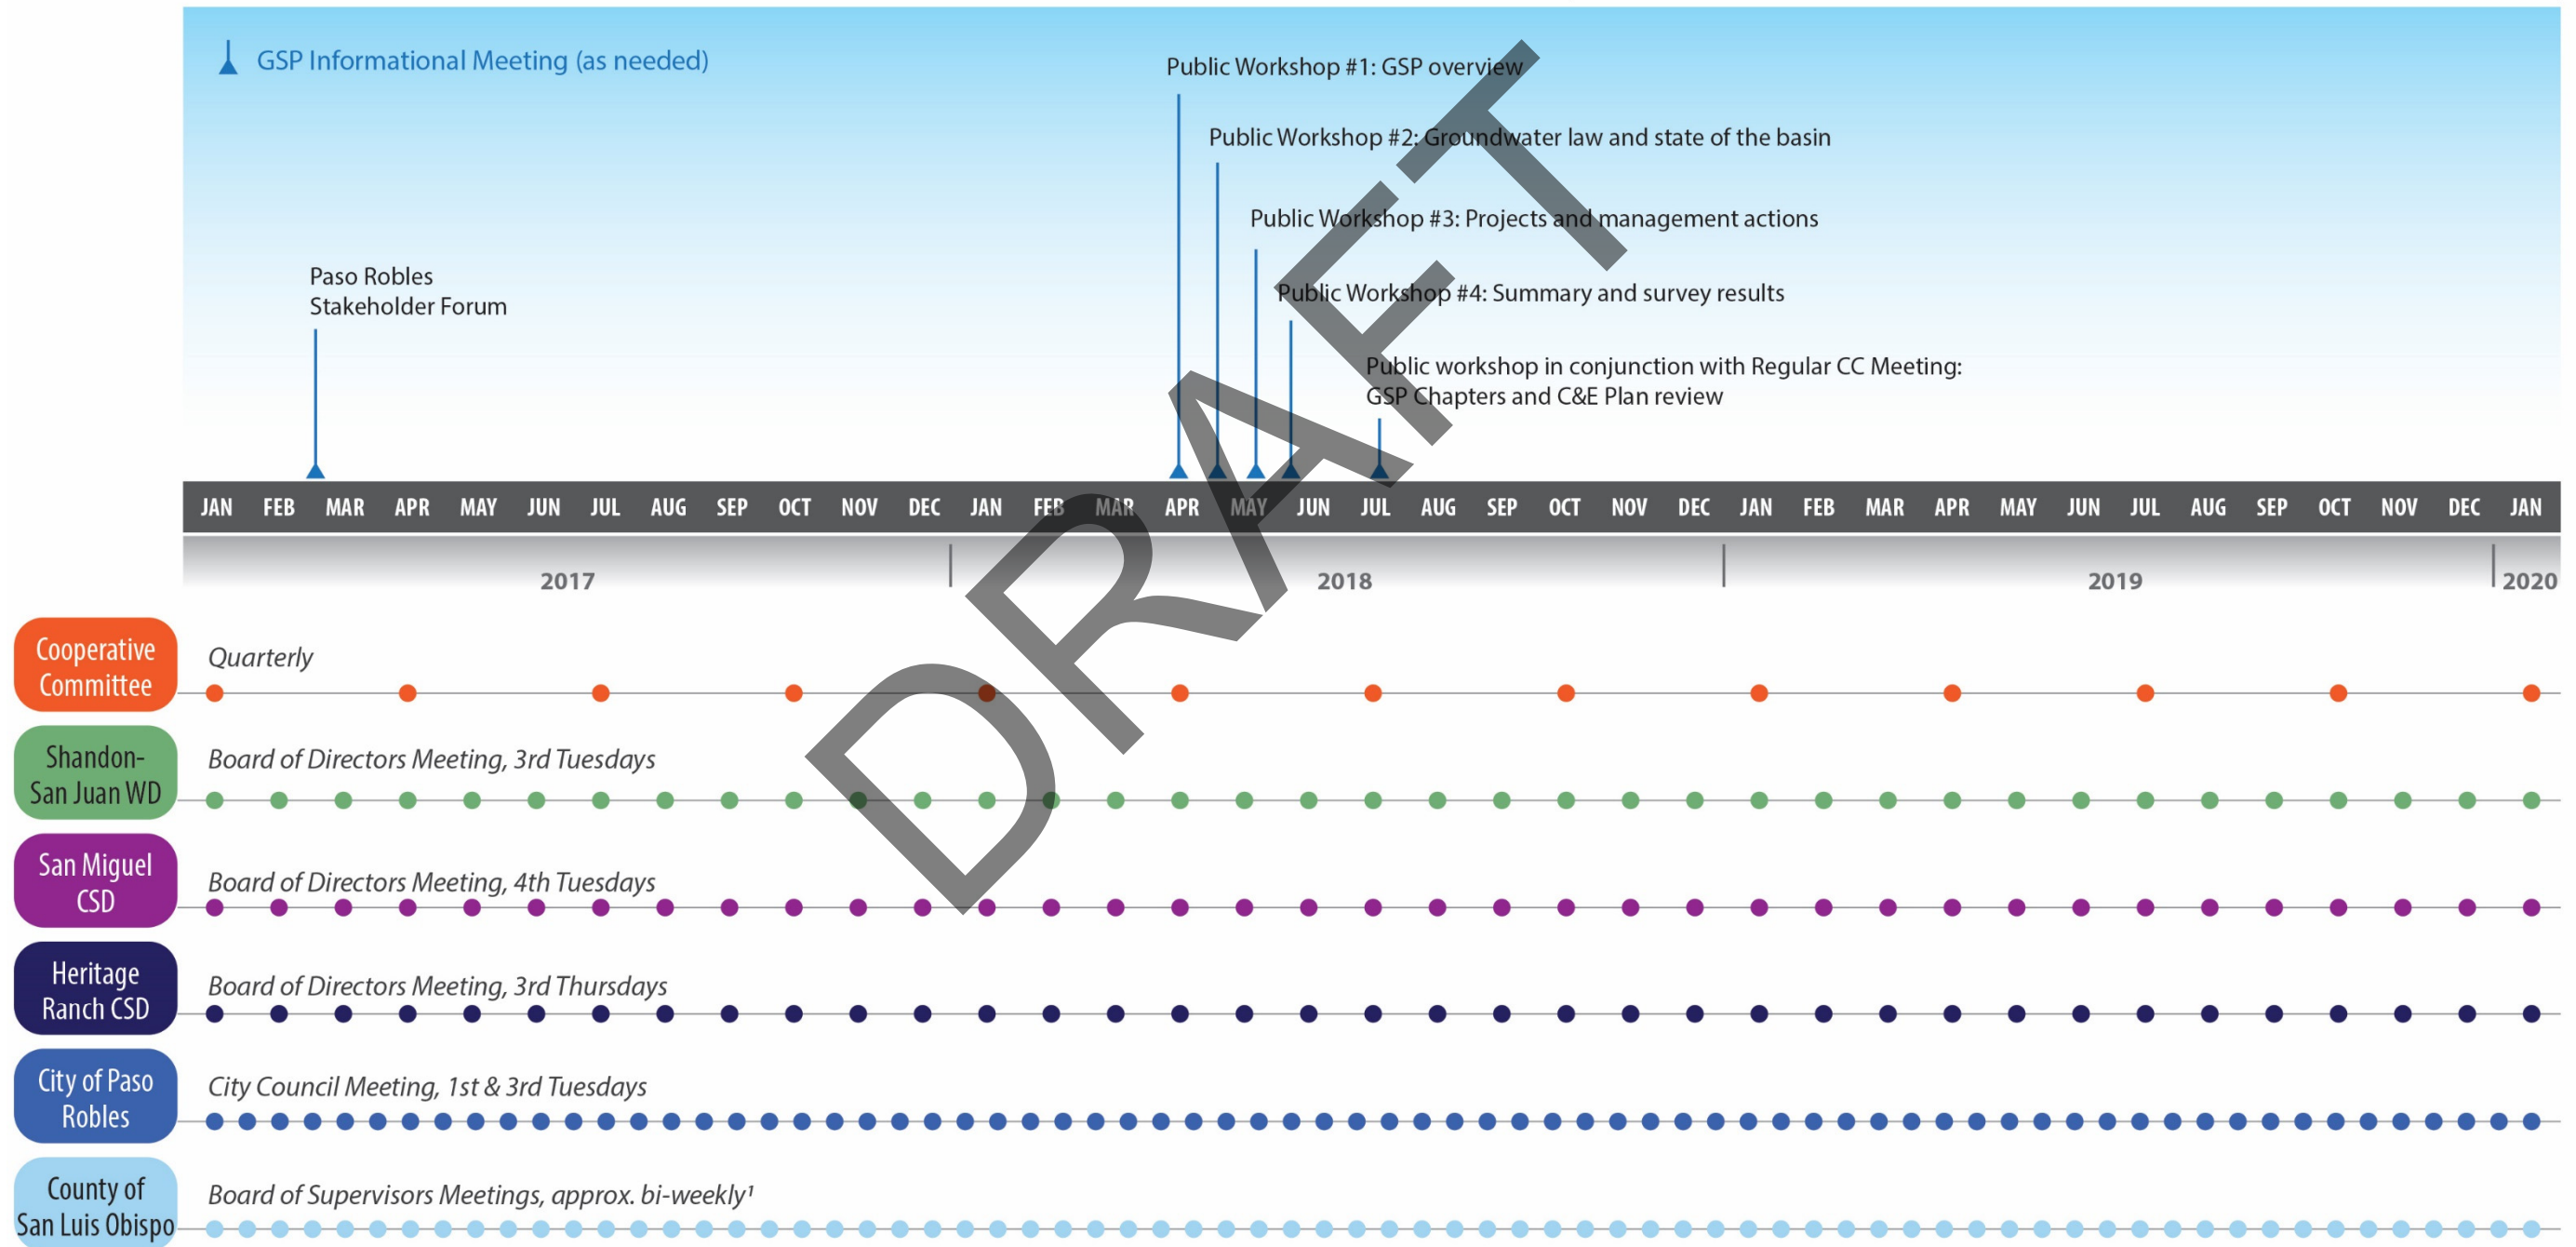 GSP Informational Meeting (as needed)
Public Workshop #1: GSP overview
Public Workshop #2: Groundwater law and state of the basin
Public Workshop #3: Projects and management actions
Paso Robles
Stakeholder Forum
Public Workshop #4: Summary and survey results
Public workshop in conjunction with Regular CC Meeting:
GSP Chapters and C&E Plan review
JAN FEB MAR APR MAY JUN JUL AUG SEP OCT NOV DEC JAN FEB MAR APR MAY JUN JUL AUG SEP OCT NOV DEC JAN FEB MAR APR MAY JUN JUL AUG SEP OCT NOV DEC JAN
2017 2018 2019 2020
Cooperative
Committee
Quarterly
Shandon-
San Juan WD
Board of Directors Meeting, 3rd Tuesdays
San Miguel
CSD
Board of Directors Meeting, 4th Tuesdays
Heritage
Ranch CSD
Board of Directors Meeting, 3rd Thursdays
City of Paso
Robles
City Council Meeting, 1st & 3rd Tuesdays
County of
San Luis Obispo
Board of Supervisors Meetings, approx. bi-weekly¹
DRAFT